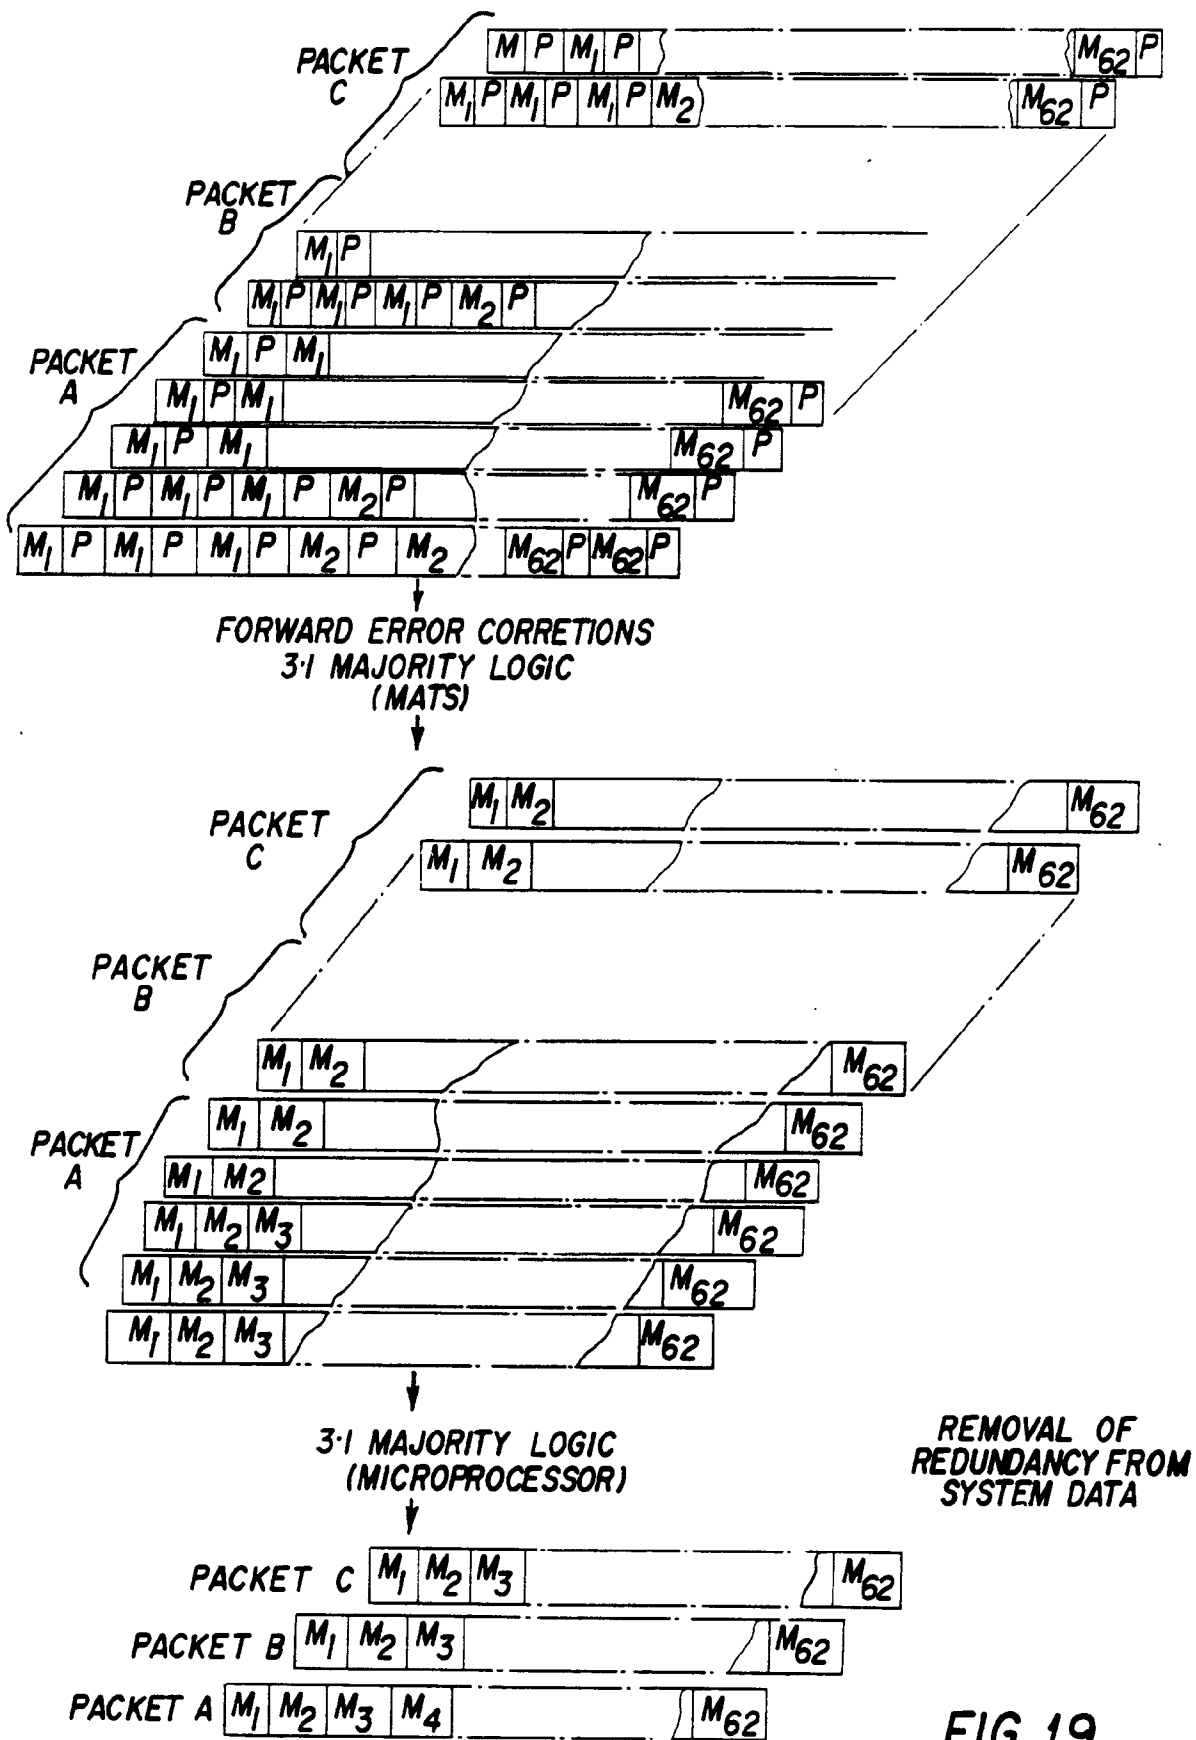 PACKET
C
M P M1 P M62 P
M1 P M1 P M1 P M2 M62 P
PACKET
B
M1 P
M1 P M1 P M1 P M2 P
PACKET
A
M1 P M1
M1 P M1 M62 P
M1 P M1 M62 P
M1 P M1 P M1 P M2 P M62 P
M1 P M1 P M1 P M2 P M2 M62 P M62 P
FORWARD ERROR CORRETIONS
3·1 MAJORITY LOGIC
(MATS)
PACKET
C
M1 M2 M62
M1 M2 M62
PACKET
B
M1 M2 M62
PACKET
A
M1 M2 M62
M1 M2 M62
M1 M2 M3 M62
M1 M2 M3 M62
M1 M2 M3 M62
3·1 MAJORITY LOGIC
(MICROPROCESSOR)
REMOVAL OF
REDUNDANCY FROM
SYSTEM DATA
PACKET C M1 M2 M3 M62
PACKET B M1 M2 M3 M62
PACKET A M1 M2 M3 M4 M62
FIG 19